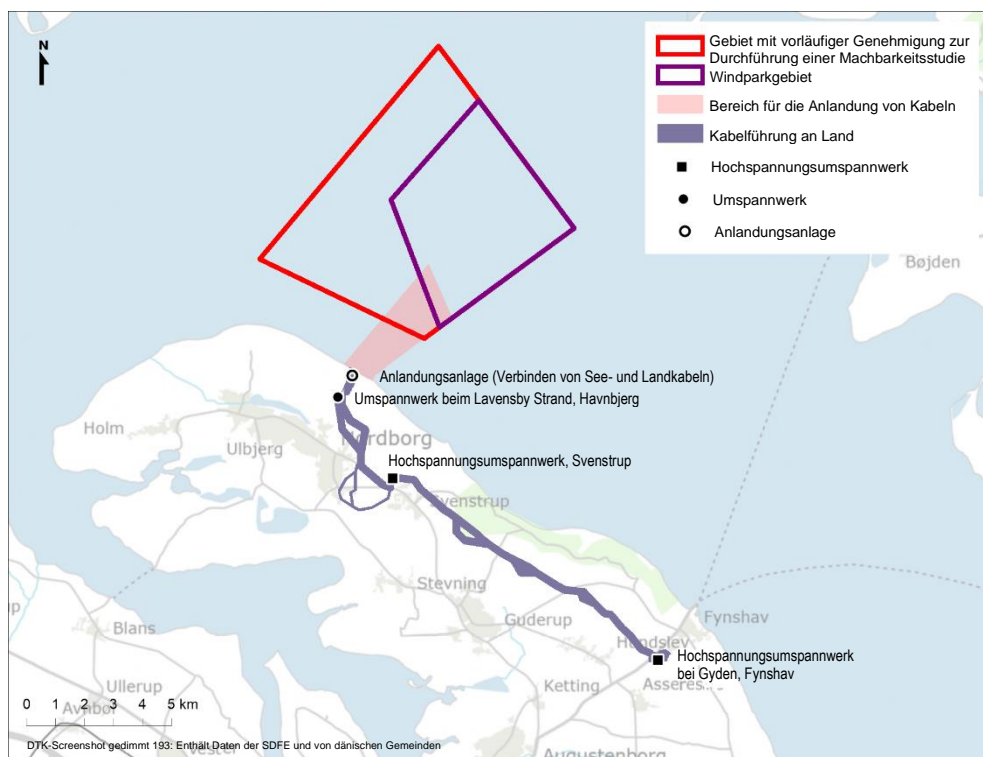 N
Gebiet mit vorläufiger Genehmigung zur
Durchführung einer Machbarkeitsstudie
Windparkgebiet
Bereich für die Anlandung von Kabeln
Kabelführung an Land
Hochspannungsumspannwerk
Umspannwerk
Anlandungsanlage
Bøjden
Anlandungsanlage (Verbinden von See- und Landkabeln)
Umspannwerk beim Lavensby Strand, Havnbjerg
Holm
Ulbjerg
Nordborg
Hochspannungsumspannwerk, Svenstrup
Svenstrup
Stevning
Guderup
Fynshav
Blans
Hochspannungsumspannwerk
bei Gyden, Fynshav
Ketting
Ullerup
0 1 2 3 4 5 km
DTK-Screenshot gedimmt 193: Enthält Daten der SDFE und von dänischen Gemeinden
Augustenborg